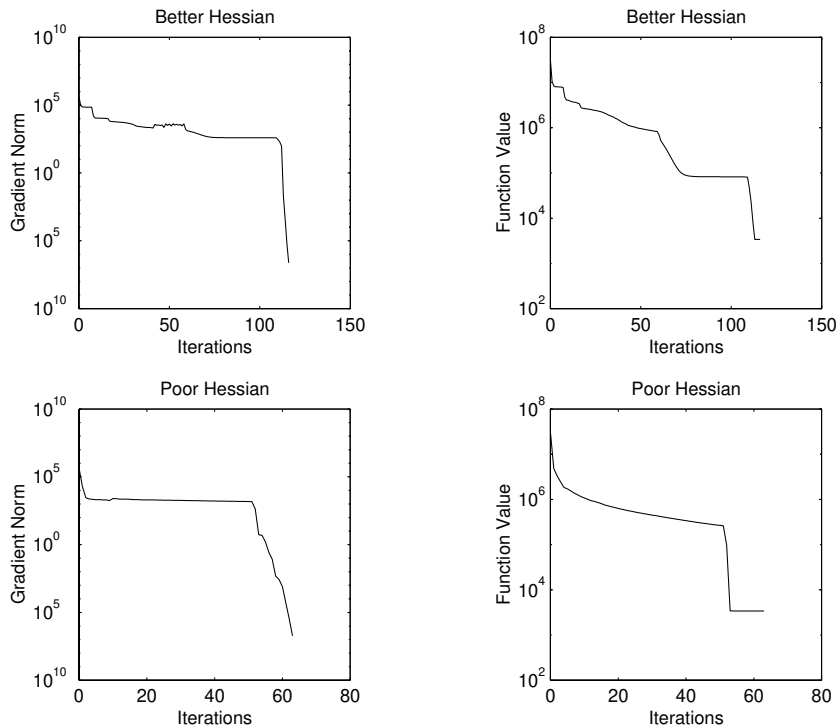 Better Hessian
10^10
10^5
10^0
10^5
10^10
Gradient Norm
0 50 100 150
Iterations
Better Hessian
10^8
10^6
10^4
10^2
Function Value
0 50 100 150
Iterations
Poor Hessian
10^10
10^5
10^0
10^5
10^10
Gradient Norm
0 20 40 60 80
Iterations
Poor Hessian
10^8
10^6
10^4
10^2
Function Value
0 20 40 60 80
Iterations